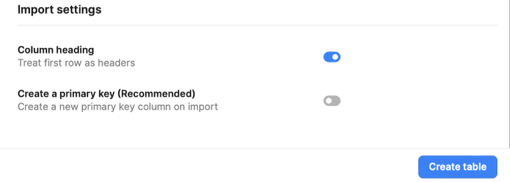 Import settings
Column heading
Treat first row as headers
Create a primary key (Recommended)
Create a new primary key column on import
Create table